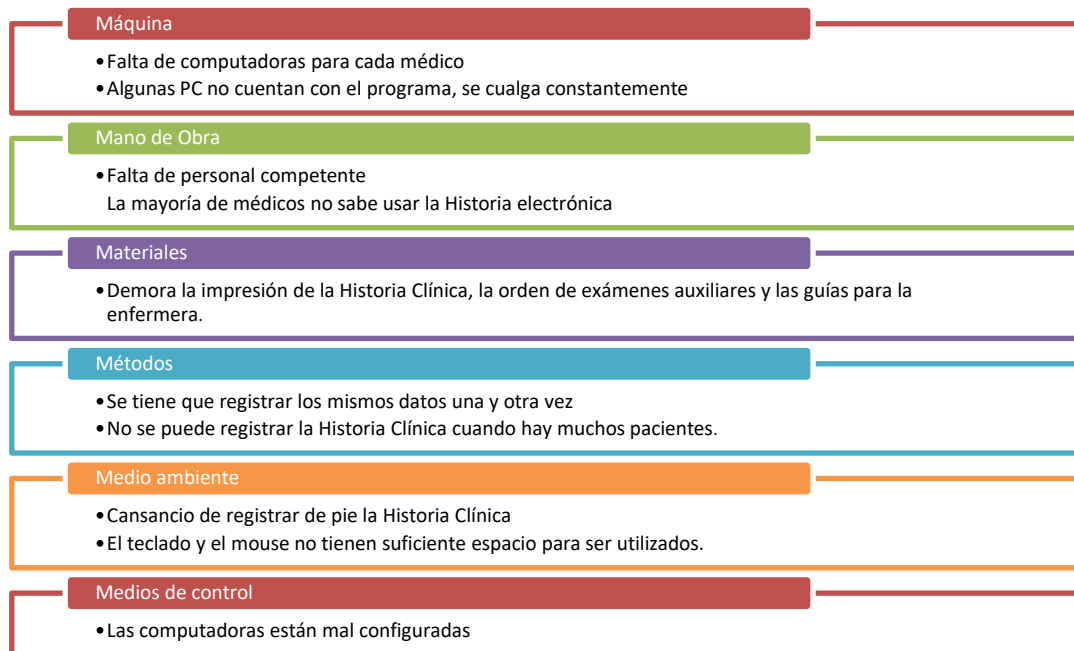 Máquina
•Falta de computadoras para cada médico
•Algunas PC no cuentan con el programa, se cualga constantemente
Mano de Obra
•Falta de personal competente
La mayoría de médicos no sabe usar la Historia electrónica
Materiales
•Demora la impresión de la Historia Clínica, la orden de exámenes auxiliares y las guías para la
enfermera.
Métodos
•Se tiene que registrar los mismos datos una y otra vez
•No se puede registrar la Historia Clínica cuando hay muchos pacientes.
Medio ambiente
•Cansancio de registrar de pie la Historia Clínica
•El teclado y el mouse no tienen suficiente espacio para ser utilizados.
Medios de control
•Las computadoras están mal configuradas